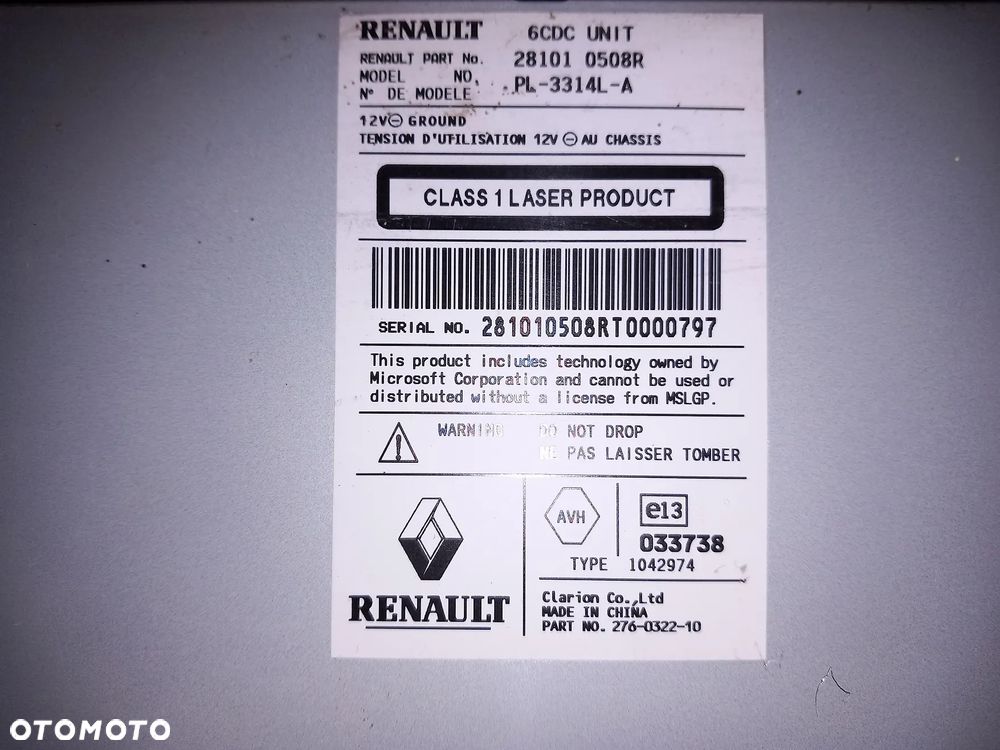 RENAULT 6CDC UNIT
RENAULT PART No. 28101 0508R
MODEL NO. PL-3314L-A
N° DE MODELE
12V⊖ GROUND
TENSION D'UTILISATION 12V ⊖ AU CHASSIS
CLASS 1 LASER PRODUCT
SERIAL NO. 281010508RT0000797
This product includes technology owned by
Microsoft Corporation and cannot be used or
distributed without a license from MSLGP.
WARNING DO NOT DROP
NE PAS LAISSER TOMBER
AVH
e13
033738
TYPE 1042974
RENAULT
Clarion Co.,Ltd
MADE IN CHINA
PART NO. 276-0322-10
OTOMOTO